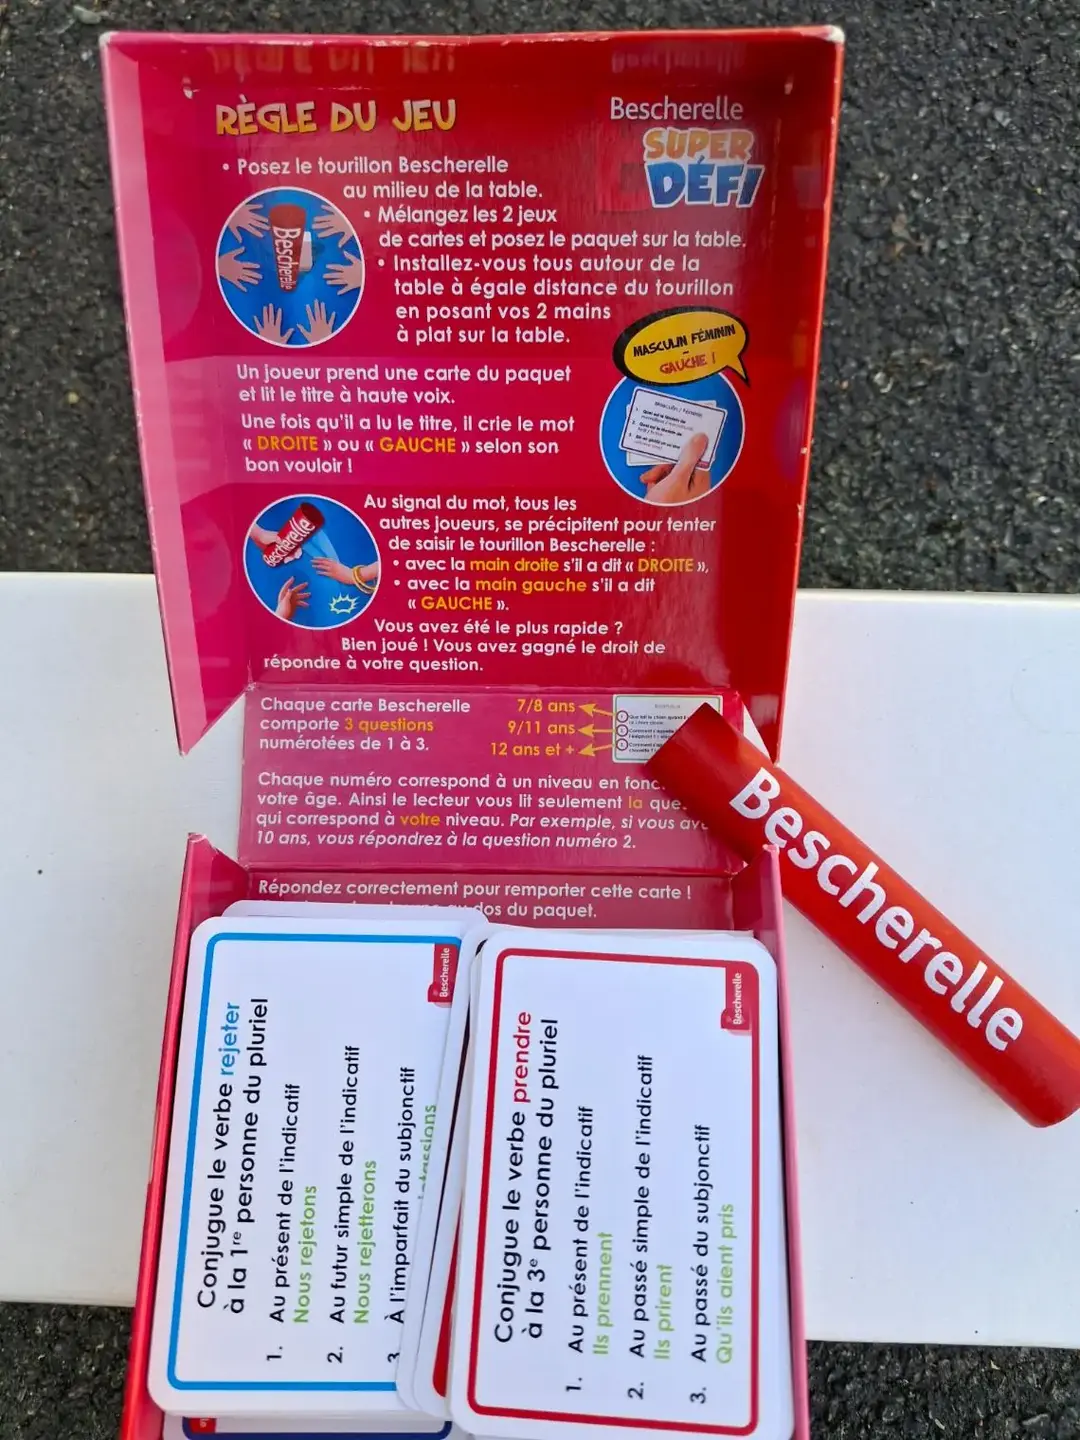 RÈGLE DU JEU
Bescherelle
SUPER
DÉFI
• Posez le tourillon Bescherelle
au milieu de la table.
• Mélangez les 2 jeux
de cartes et posez le paquet sur la table.
• Installez-vous tous autour de la
table à égale distance du tourillon
en posant vos 2 mains
à plat sur la table.
Bescherelle
MASCULIN FÉMININ
-
GAUCHE !
Un joueur prend une carte du paquet
et lit le titre à haute voix.
Une fois qu'il a lu le titre, il crie le mot
« DROITE » ou « GAUCHE » selon son
bon vouloir !
Masculin / Féminin
Au signal du mot, tous les
autres joueurs, se précipitent pour tenter
de saisir le tourillon Bescherelle :
• avec la main droite s'il a dit « DROITE »,
• avec la main gauche s'il a dit
« GAUCHE ».
Bescherelle
Vous avez été le plus rapide ?
Bien joué ! Vous avez gagné le droit de
répondre à votre question.
Chaque carte Bescherelle
comporte 3 questions
numérotées de 1 à 3.
7/8 ans
9/11 ans
12 ans et +
Chaque numéro correspond à un niveau en
votre âge. Ainsi le lecteur vous lit seulement la
qui correspond à votre niveau. Par exemple, si vous
10 ans, vous répondrez à la question numéro 2.
Répondez correctement pour remporter cette carte !
dos du paquet.
Bescherelle
Bescherelle
Conjugue le verbe rejeter
à la 1re personne du pluriel
1. Au présent de l'indicatif
Nous rejetons
2. Au futur simple de l'indicatif
Nous rejetterons
3. À l'imparfait du subjonctif
Bescherelle
Conjugue le verbe prendre
à la 3e personne du pluriel
1. Au présent de l'indicatif
Ils prennent
2. Au passé simple de l'indicatif
Ils prirent
3. Au passé du subjonctif
Qu'ils aient pris